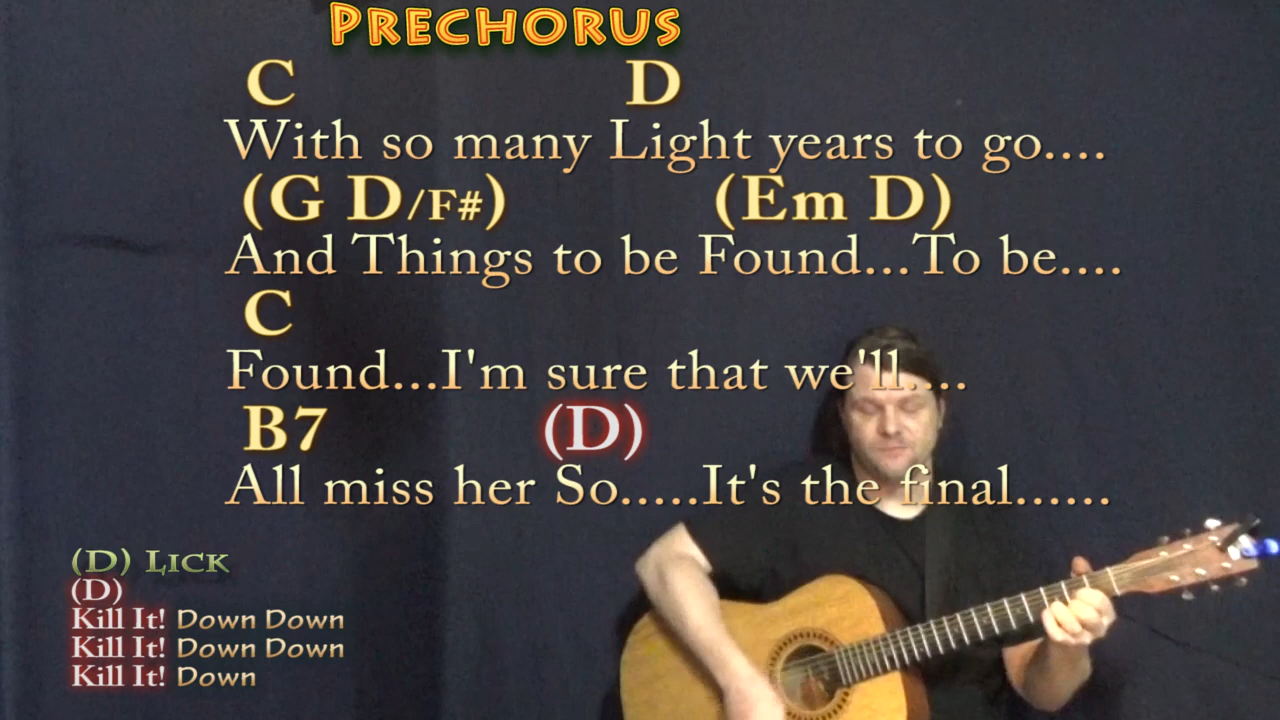 PRECHORUS
C D
With so many Light years to go....
(G D/F#) (Em D)
And Things to be Found...To be....
C
Found...I'm sure that we'll....
B7 (D)
All miss her So.....It's the final......
(D) LICK
(D)
Kill It! Down Down
Kill It! Down Down
Kill It! Down